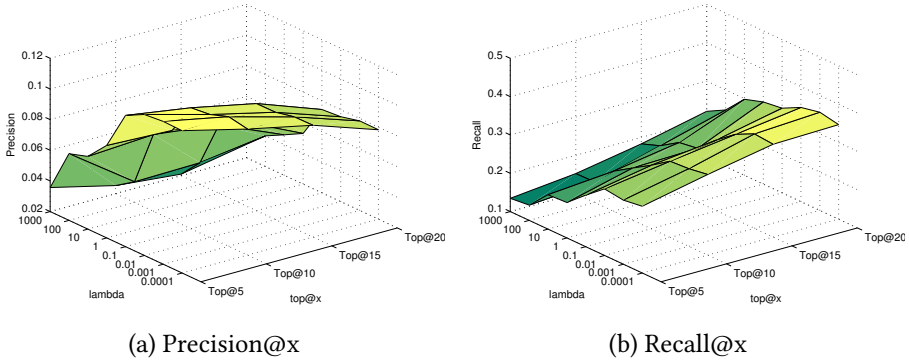 0.12
0.1
0.08
0.06
0.04
0.02
Precision
1000
100
10
1
0.1
0.01
0.001
0.0001
lambda
Top@5
Top@10
Top@15
Top@20
top@x
(a) Precision@x
0.5
0.4
0.3
0.2
0.1
Recall
1000
100
10
1
0.1
0.01
0.001
0.0001
lambda
Top@5
Top@10
Top@15
Top@20
top@x
(b) Recall@x